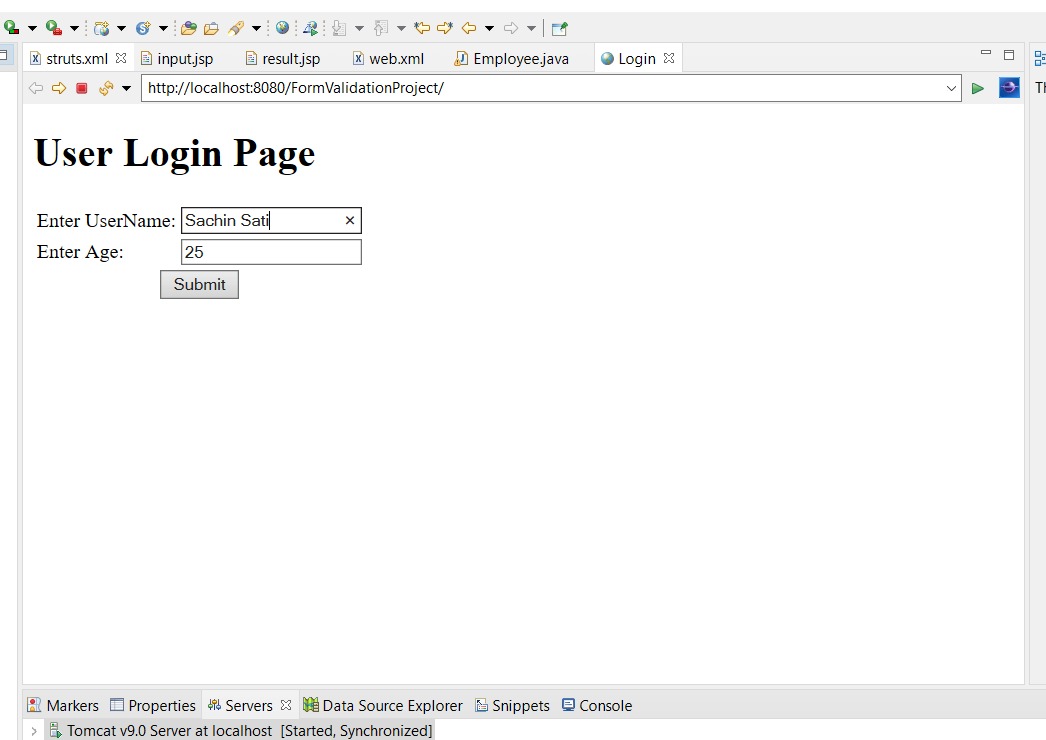 struts.xml input.jsp result.jsp web.xml Employee.java Login
http://localhost:8080/FormValidationProject/
User Login Page
Enter UserName: Sachin Sati
Enter Age: 25
Submit
Markers Properties Servers Data Source Explorer Snippets Console
Tomcat v9.0 Server at localhost [Started, Synchronized]